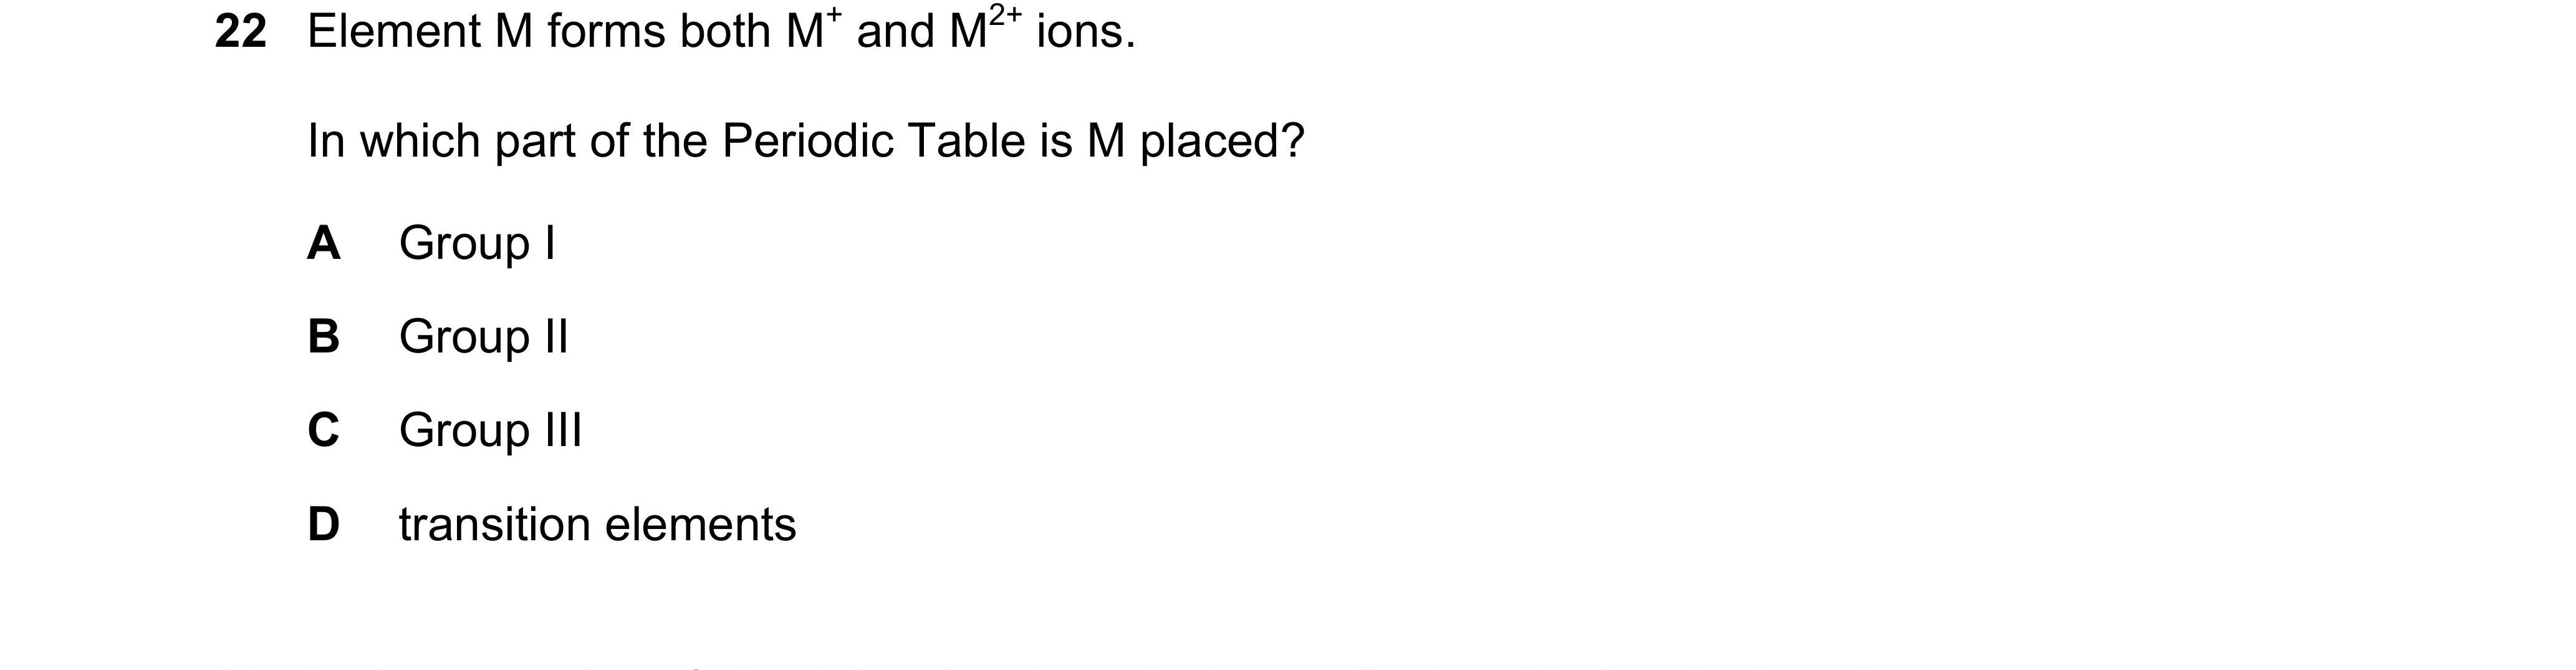 22 Element M forms both M⁺ and M²⁺ ions.
In which part of the Periodic Table is M placed?
A Group I
B Group II
C Group III
D transition elements